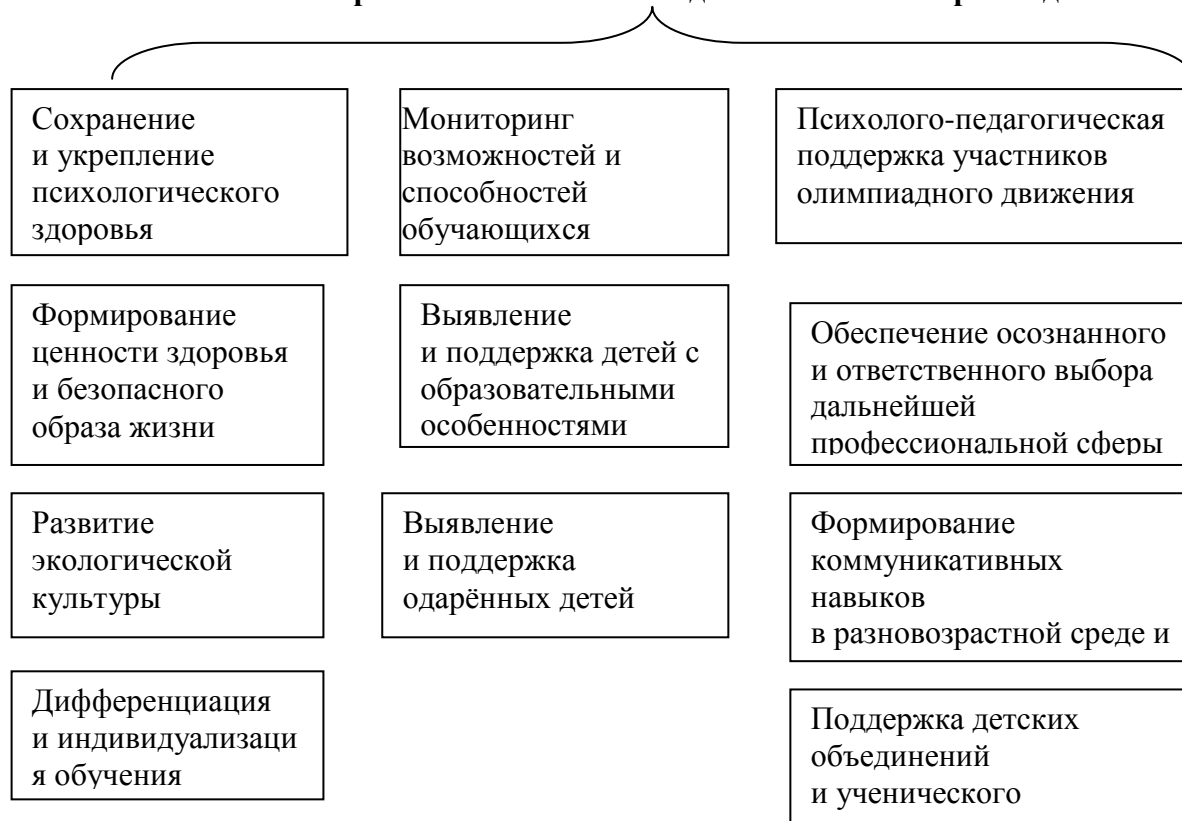 Сохранение
и укрепление
психологического
здоровья
Мониторинг
возможностей и
способностей
обучающихся
Психолого-педагогическая
поддержка участников
олимпиадного движения
Формирование
ценности здоровья
и безопасного
образа жизни
Выявление
и поддержка детей с
образовательными
особенностями
Обеспечение осознанного
и ответственного выбора
дальнейшей
профессиональной сферы
Развитие
экологической
культуры
Выявление
и поддержка
одарённых детей
Формирование
коммуникативных
навыков
в разновозрастной среде и
Дифференциация
и индивидуализаци
я обучения
Поддержка детских
объединений
и ученического